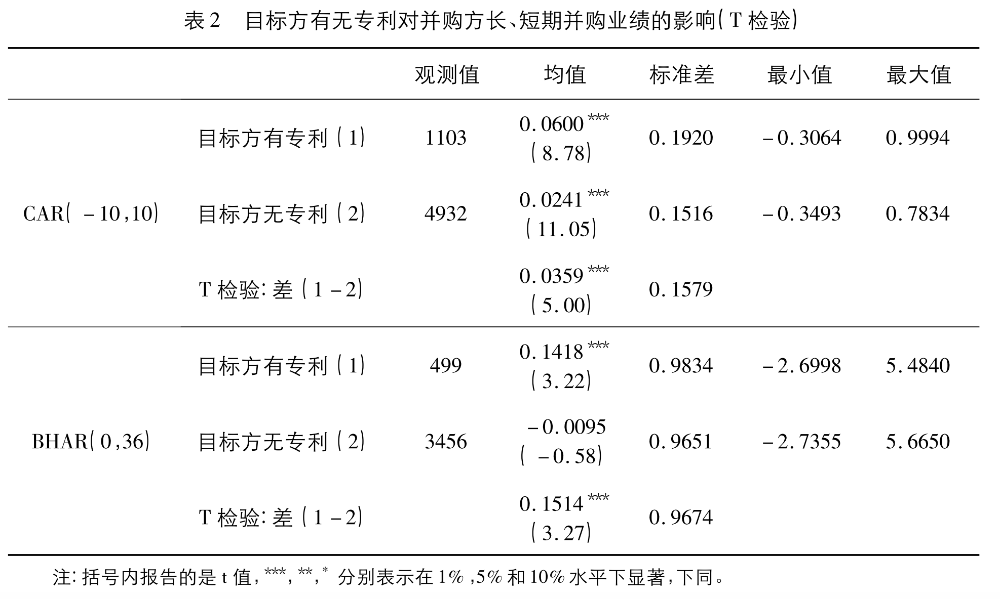 表2 目标方有无专利对并购方长、短期并购业绩的影响(T检验)
观测值 均值 标准差 最小值 最大值
目标方有专利(1) 1103 0.0600*** 0.1920 -0.3064 0.9994
(8.78)
CAR(-10,10) 目标方无专利(2) 4932 0.0241*** 0.1516 -0.3493 0.7834
(11.05)
T检验:差(1-2) 0.0359*** 0.1579
(5.00)
目标方有专利(1) 499 0.1418*** 0.9834 -2.6998 5.4840
(3.22)
BHAR(0,36) 目标方无专利(2) 3456 -0.0095 0.9651 -2.7355 5.6650
(-0.58)
T检验:差(1-2) 0.1514*** 0.9674
(3.27)
注:括号内报告的是t值,***,**,*分别表示在1%,5%和10%水平下显著,下同。